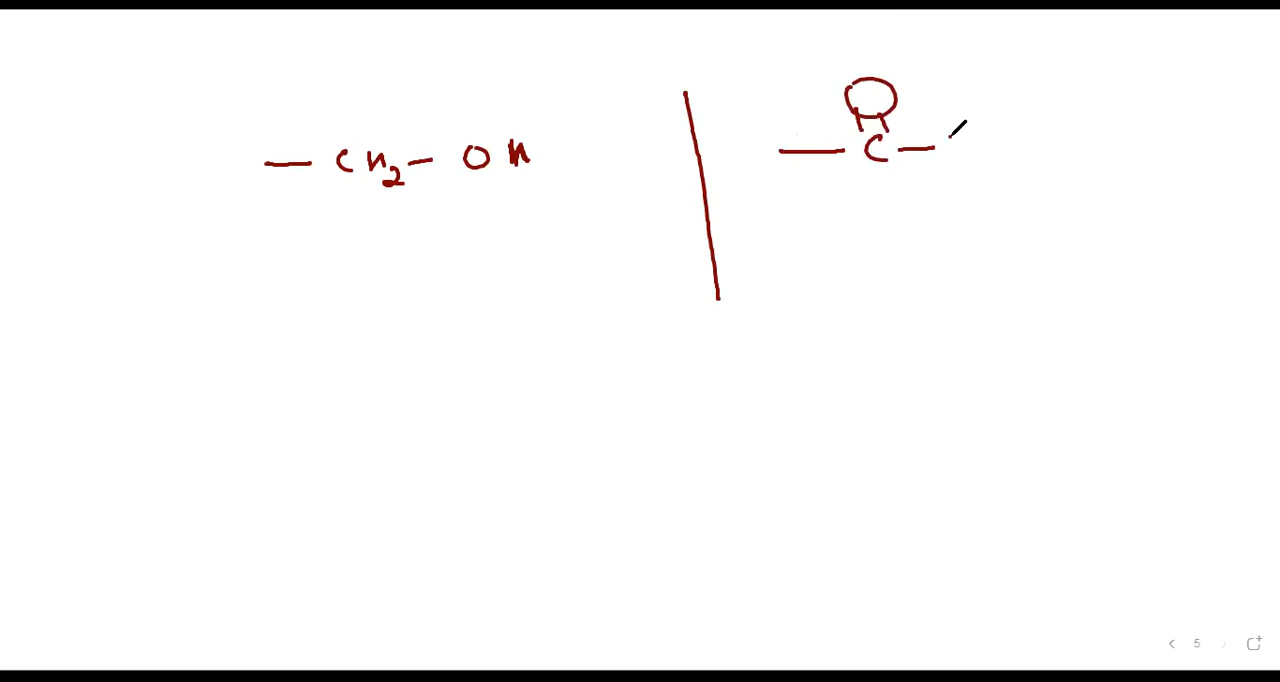 — CH₂ — OH
O
— C —
5